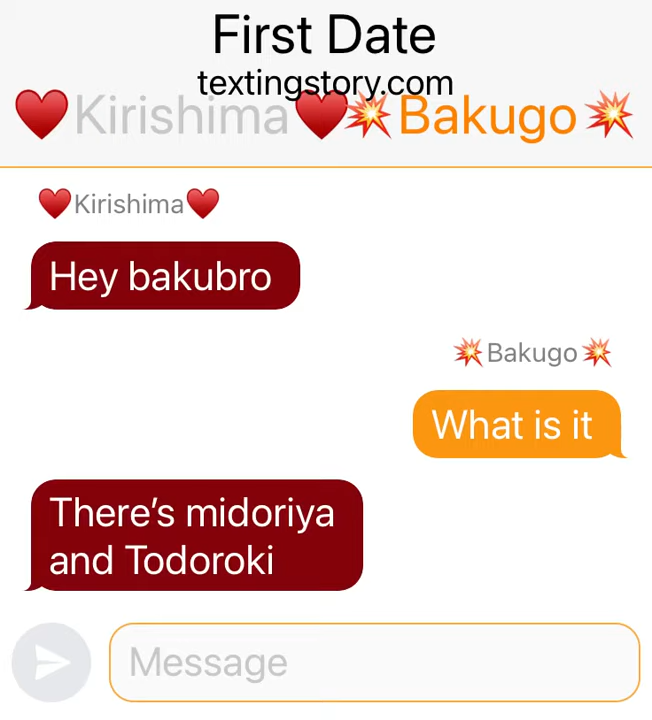 First Date
textingstory.com
♥️Kirishima♥️💥Bakugo💥
♥️Kirishima♥️
Hey bakubro
💥Bakugo💥
What is it
There’s midoriya
and Todoroki
Message